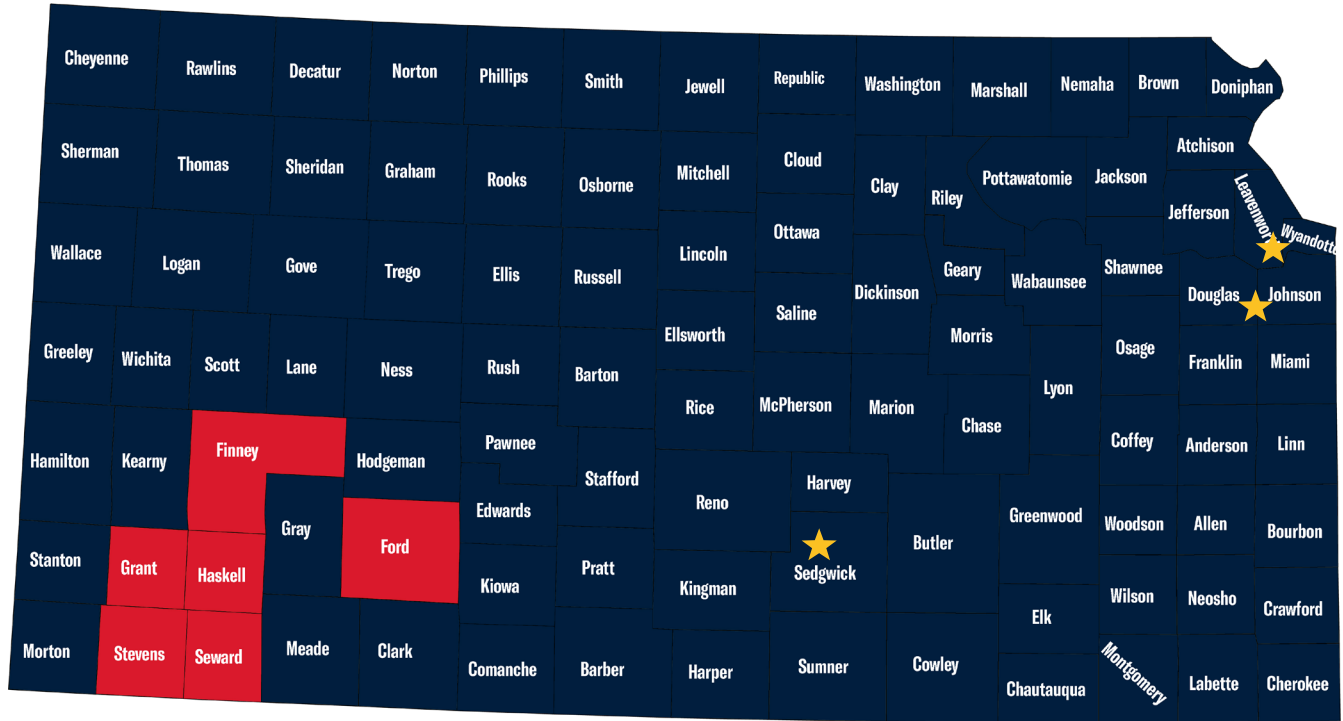 Cheyenne
Rawlins
Decatur
Norton
Phillips
Smith
Jewell
Republic
Washington
Marshall
Nemaha
Brown
Doniphan
Sherman
Thomas
Sheridan
Graham
Rooks
Osborne
Mitchell
Cloud
Clay
Riley
Pottawatomie
Jackson
Atchison
Jefferson
Leavenwor
Wyandotte
Wallace
Logan
Gove
Trego
Ellis
Russell
Lincoln
Ottawa
Saline
Dickinson
Geary
Wabaunsee
Shawnee
Douglas
Johnson
Greeley
Wichita
Scott
Lane
Ness
Rush
Barton
Ellsworth
Rice
McPherson
Marion
Morris
Chase
Lyon
Osage
Franklin
Miami
Hamilton
Kearny
Finney
Hodgeman
Pawnee
Edwards
Stafford
Reno
Harvey
Sedgwick
Butler
Greenwood
Coffey
Anderson
Linn
Woodson
Allen
Bourbon
Stanton
Grant
Haskell
Gray
Ford
Kiowa
Pratt
Kingman
Elk
Wilson
Neosho
Crawford
Morton
Stevens
Seward
Meade
Clark
Comanche
Barber
Harper
Sumner
Cowley
Chautauqua
Montgomery
Labette
Cherokee